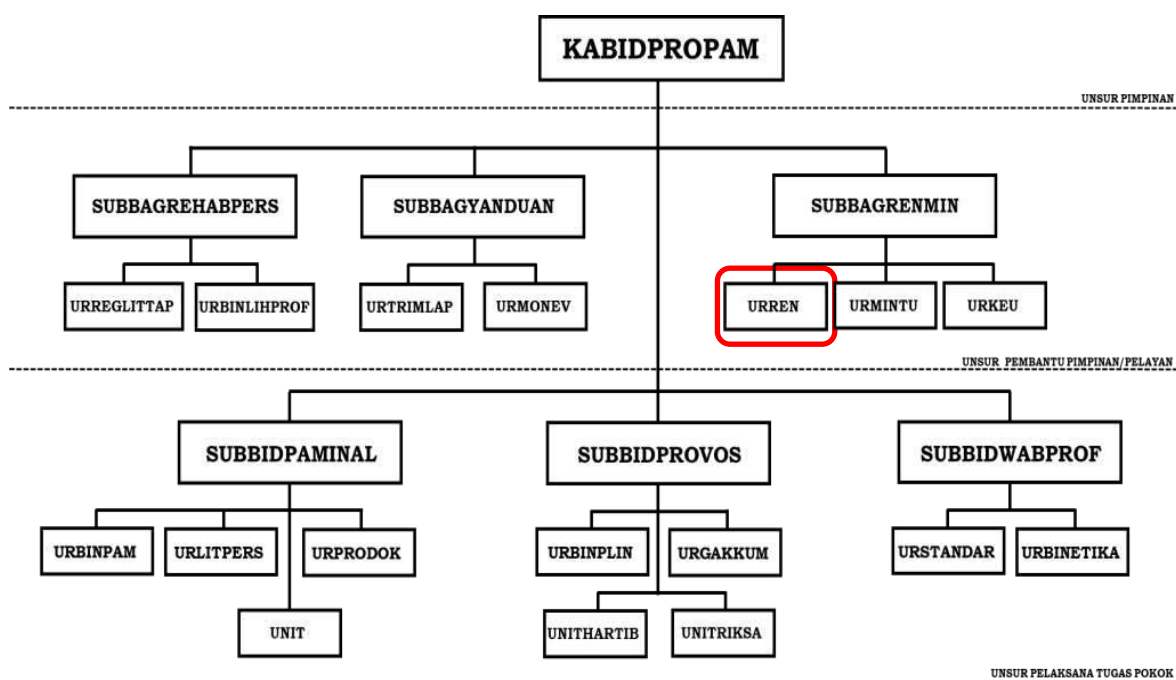 KABIDPROPAM
UNSUR PIMPINAN
SUBBAGREHABPERS
SUBBAGYANDUAN
SUBBAGRENMIN
URREGLITTAP
URBINLIHPROF
URTRIMLAP
URMONEV
URREN
URMINTU
URKEU
UNSUR PEMBANTU PIMPINAN/PELAYAN
SUBBIDPAMINAL
SUBBIDPROVOS
SUBBIDWABPROF
URBINPAM
URLITPERS
URPRODOK
URBINPLIN
URGAKKUM
URSTANDAR
URBINETIKA
UNIT
UNITHARTIB
UNITRIKSA
UNSUR PELAKSANA TUGAS POKOK